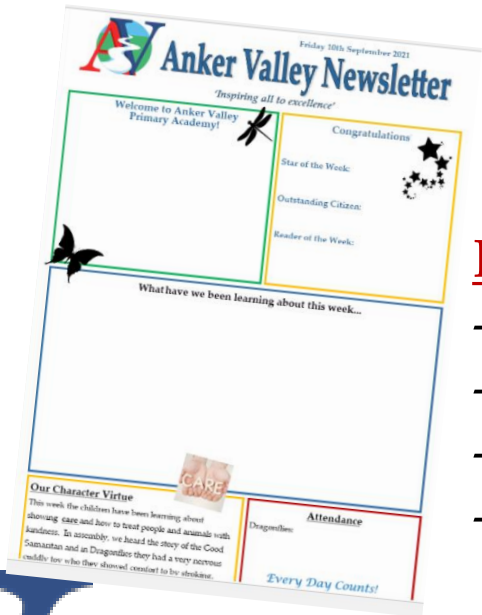 Friday 10th September 2021
Anker Valley Newsletter
'Inspiring all to excellence'
Welcome to Anker Valley
Primary Academy!
Congratulations
Star of the Week:
Outstanding Citizen:
Reader of the Week:
What have we been learning about this week...
CARE
Our Character Virtue
This week the children have been learning about
showing care and how to treat people and animals with
kindness. In assembly, we heard the story of the Good
Samaritan and in Dragonflies they had a very nervous
cuddly toy who they showed comfort to by stroking,
Attendance
Dragonflies:
Every Day Counts!